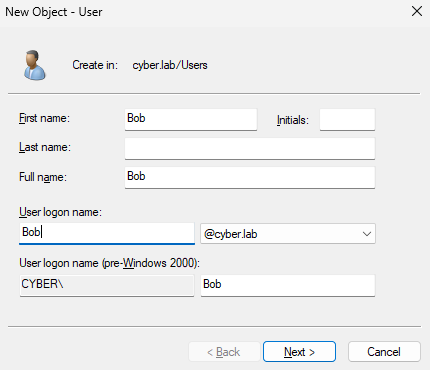 New Object - User
Create in: cyber.lab/Users
First name: Bob Initials:
Last name:
Full name: Bob
User logon name:
Bob @cyber.lab
User logon name (pre-Windows 2000):
CYBER\ Bob
< Back Next > Cancel